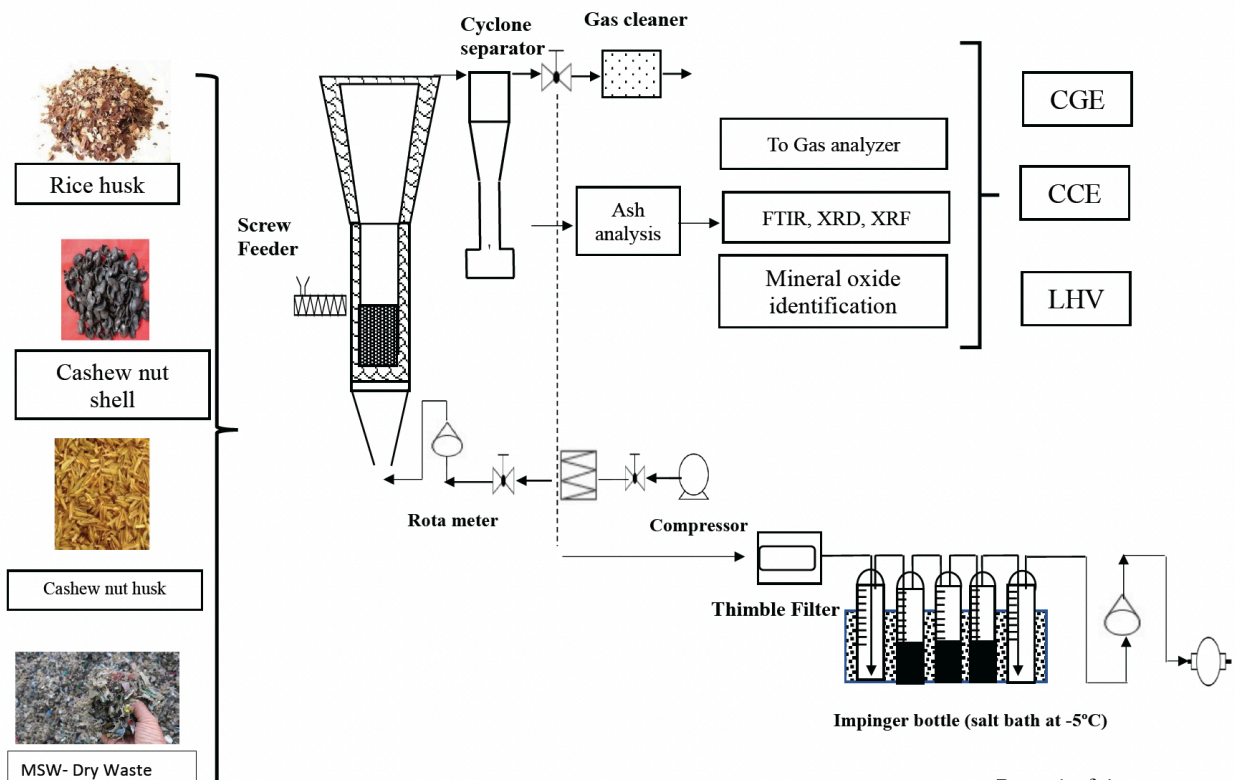 Gas cleaner
Cyclone
separator
CGE
To Gas analyzer
Rice husk
CCE
Ash
analysis
FTIR, XRD, XRF
Screw
Feeder
Mineral oxide
identification
LHV
Cashew nut
shell
Rota meter
Compressor
Cashew nut husk
Thimble Filter
Impinger bottle (salt bath at -5ºC)
MSW- Dry Waste